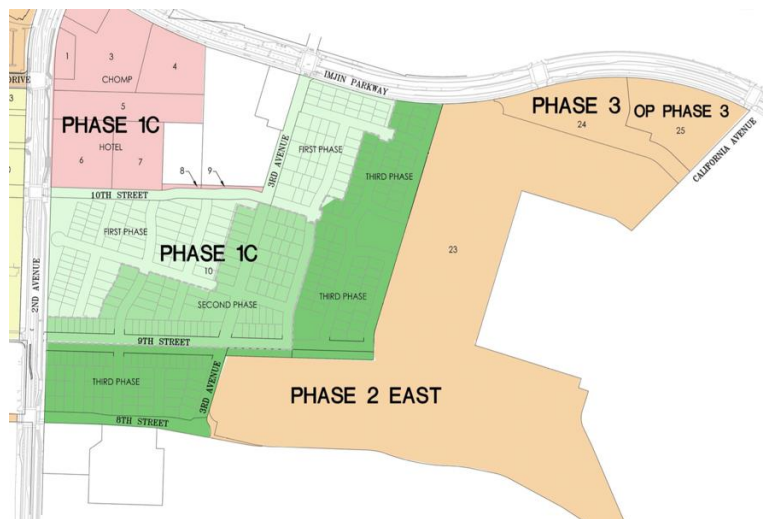 1
3
4
IMJIN PARKWAY
DRIVE
CHOMP
3
PHASE 3
OP PHASE 3
24
25
5
PHASE 1C
HOTEL
6
7
3RD AVENUE
FIRST PHASE
THIRD PHASE
CALIFORNIA AVENUE
8
9
10TH STREET
FIRST PHASE
PHASE 1C
10
23
2ND AVENUE
SECOND PHASE
THIRD PHASE
9TH STREET
THIRD PHASE
3RD AVENUE
PHASE 2 EAST
8TH STREET